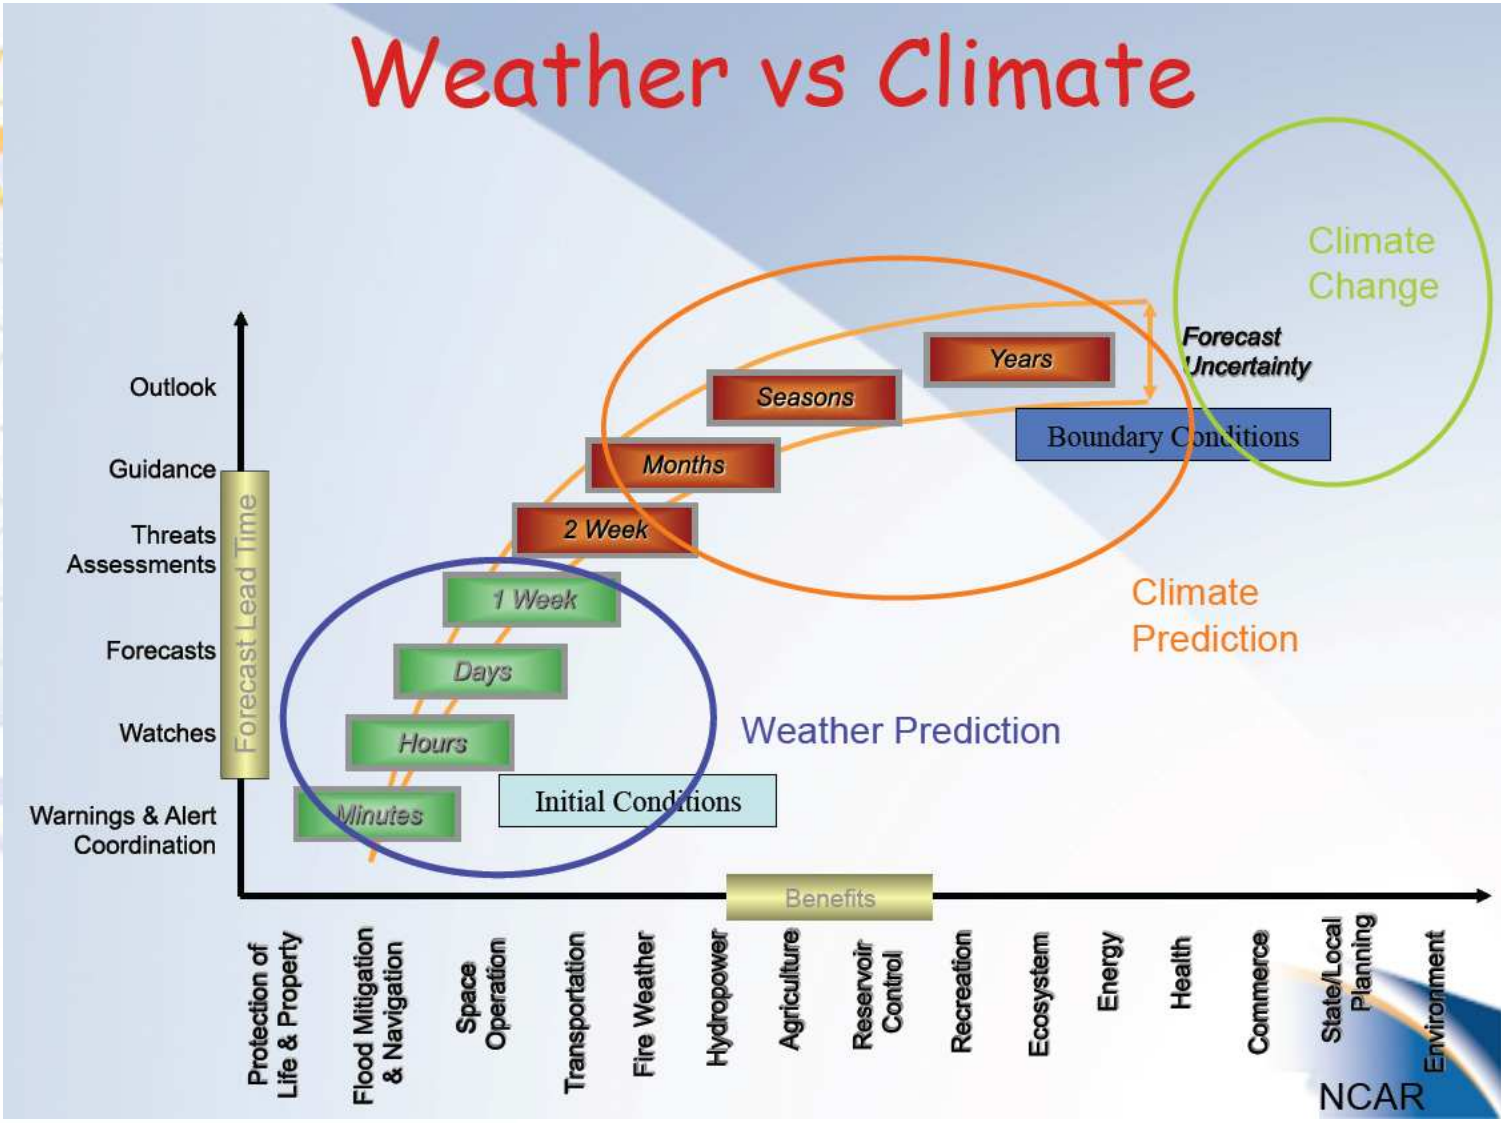 Weather vs Climate
Climate
Change
Forecast
Uncertainty
Years
Outlook
Seasons
Boundary Conditions
Guidance
Months
Threats
Assessments
2 Week
Forecast Lead Time
1 Week
Climate
Prediction
Forecasts
Days
Watches
Hours
Weather Prediction
Warnings & Alert
Coordination
Minutes
Initial Conditions
Benefits
Protection of
Life & Property
Flood Mitigation
& Navigation
Space
Operation
Transportation
Fire Weather
Hydropower
Agriculture
Reservoir
Control
Recreation
Ecosystem
Energy
Health
Commerce
State/Local
Planning
Environment
NCAR